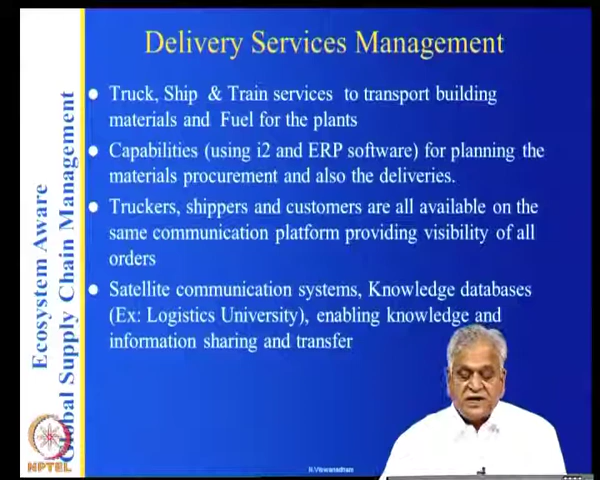 Delivery Services Management
Truck, Ship & Train services to transport building
materials and Fuel for the plants
Capabilities (using i2 and ERP software) for planning the
materials procurement and also the deliveries.
Truckers, shippers and customers are all available on the
same communication platform providing visibility of all
orders
Satellite communication systems, Knowledge databases
(Ex: Logistics University), enabling knowledge and
information sharing and transfer
Ecosystem Aware
Global Supply Chain Management
NPTEL
N.Viswanadham